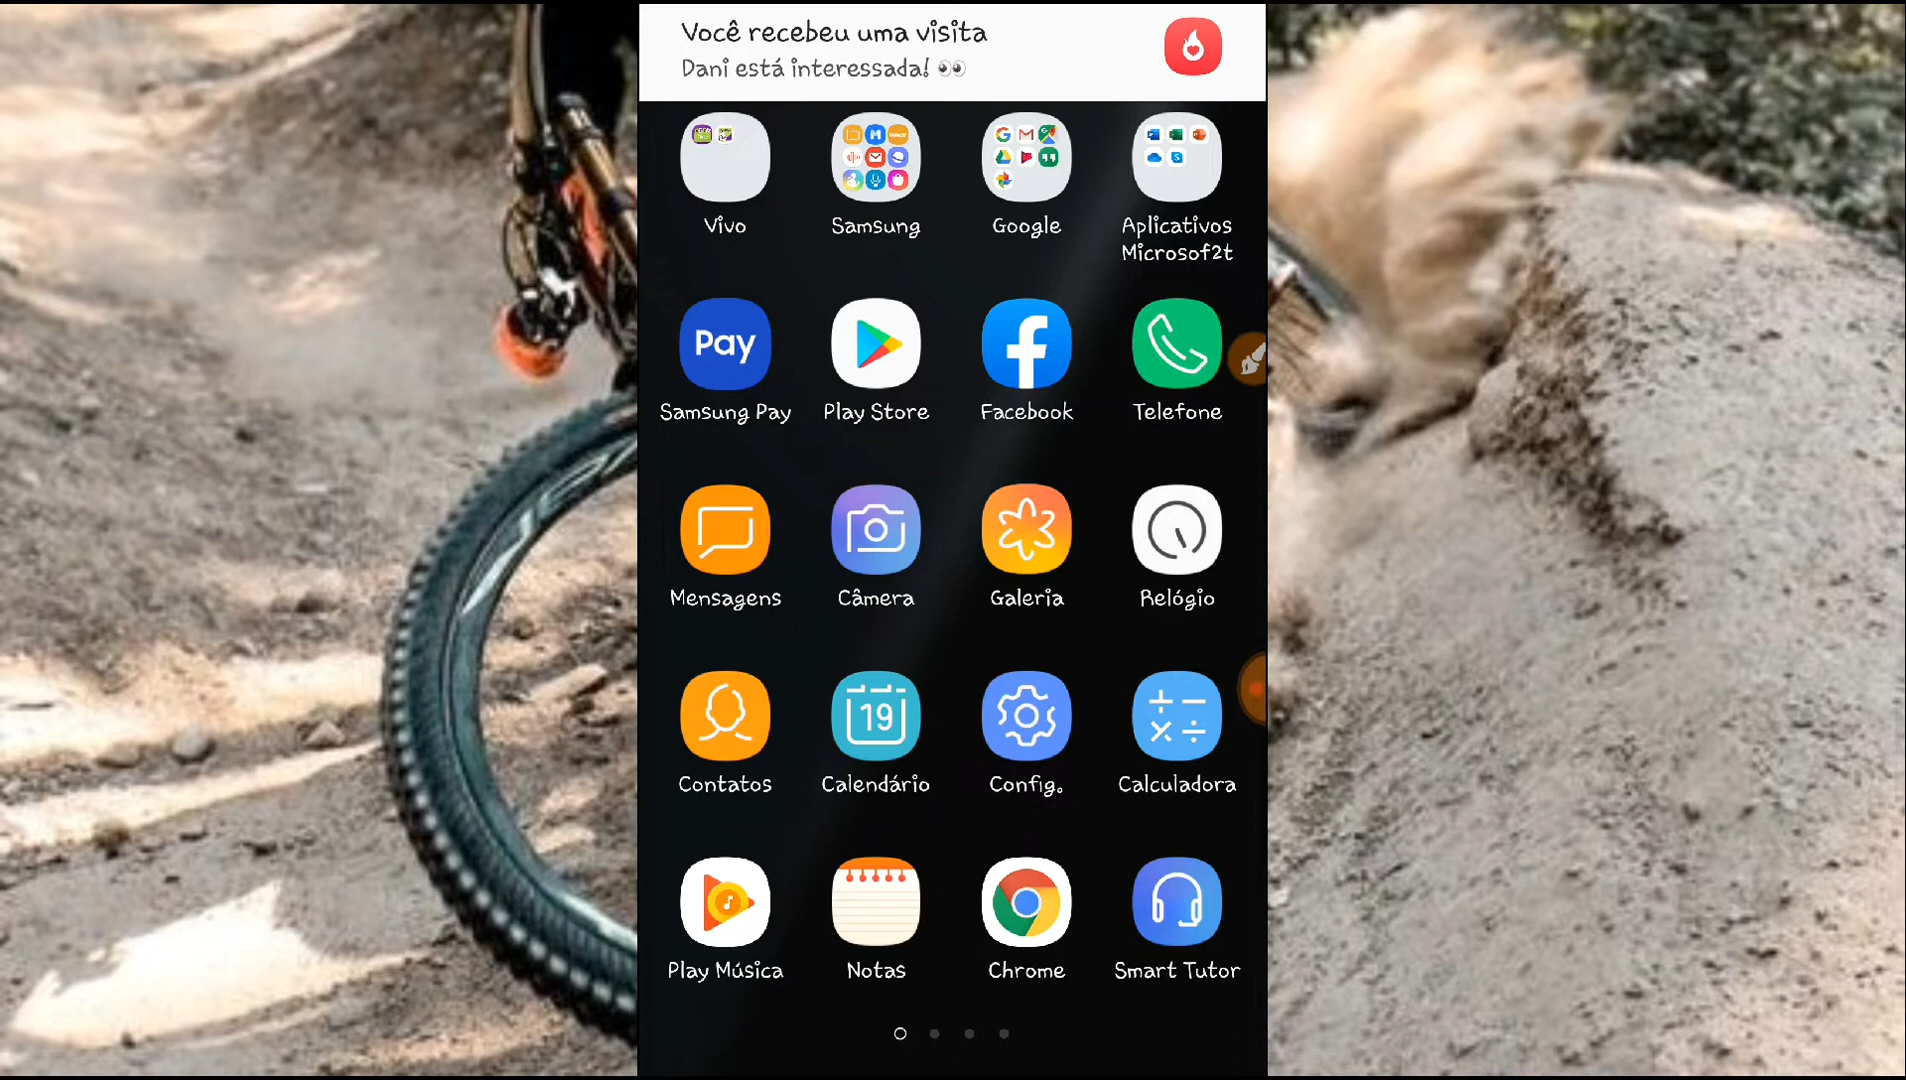 Você recebeu uma visita
Dani está interessada! 👀
Vivo
Samsung
Google
Aplicativos
Microsof2t
Pay
Samsung Pay
Play Store
Facebook
Telefone
Mensagens
Câmera
Galeria
Relógio
19
Contatos
Calendário
Config.
Calculadora
Play Música
Notas
Chrome
Smart Tutor